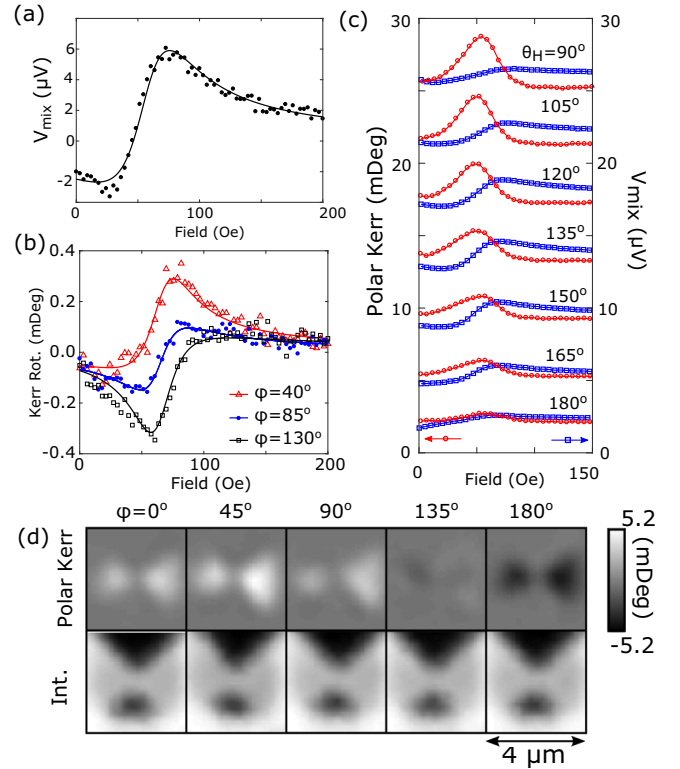 (a)
V_mix (µV)
6
4
2
0
-2
0
100
200
Field (Oe)
(b)
Kerr Rot. (mDeg)
0.4
0.2
0.0
-0.2
-0.4
φ=40°
φ=85°
φ=130°
0
100
200
Field (Oe)
(c)
Polar Kerr (mDeg)
30
20
10
0
θ_H=90°
105°
120°
135°
150°
165°
180°
30
20
10
0
V_mix (µV)
0
150
Field (Oe)
(d)
φ=0° 45° 90° 135° 180°
Polar Kerr
Int.
5.2
(mDeg)
-5.2
4 µm